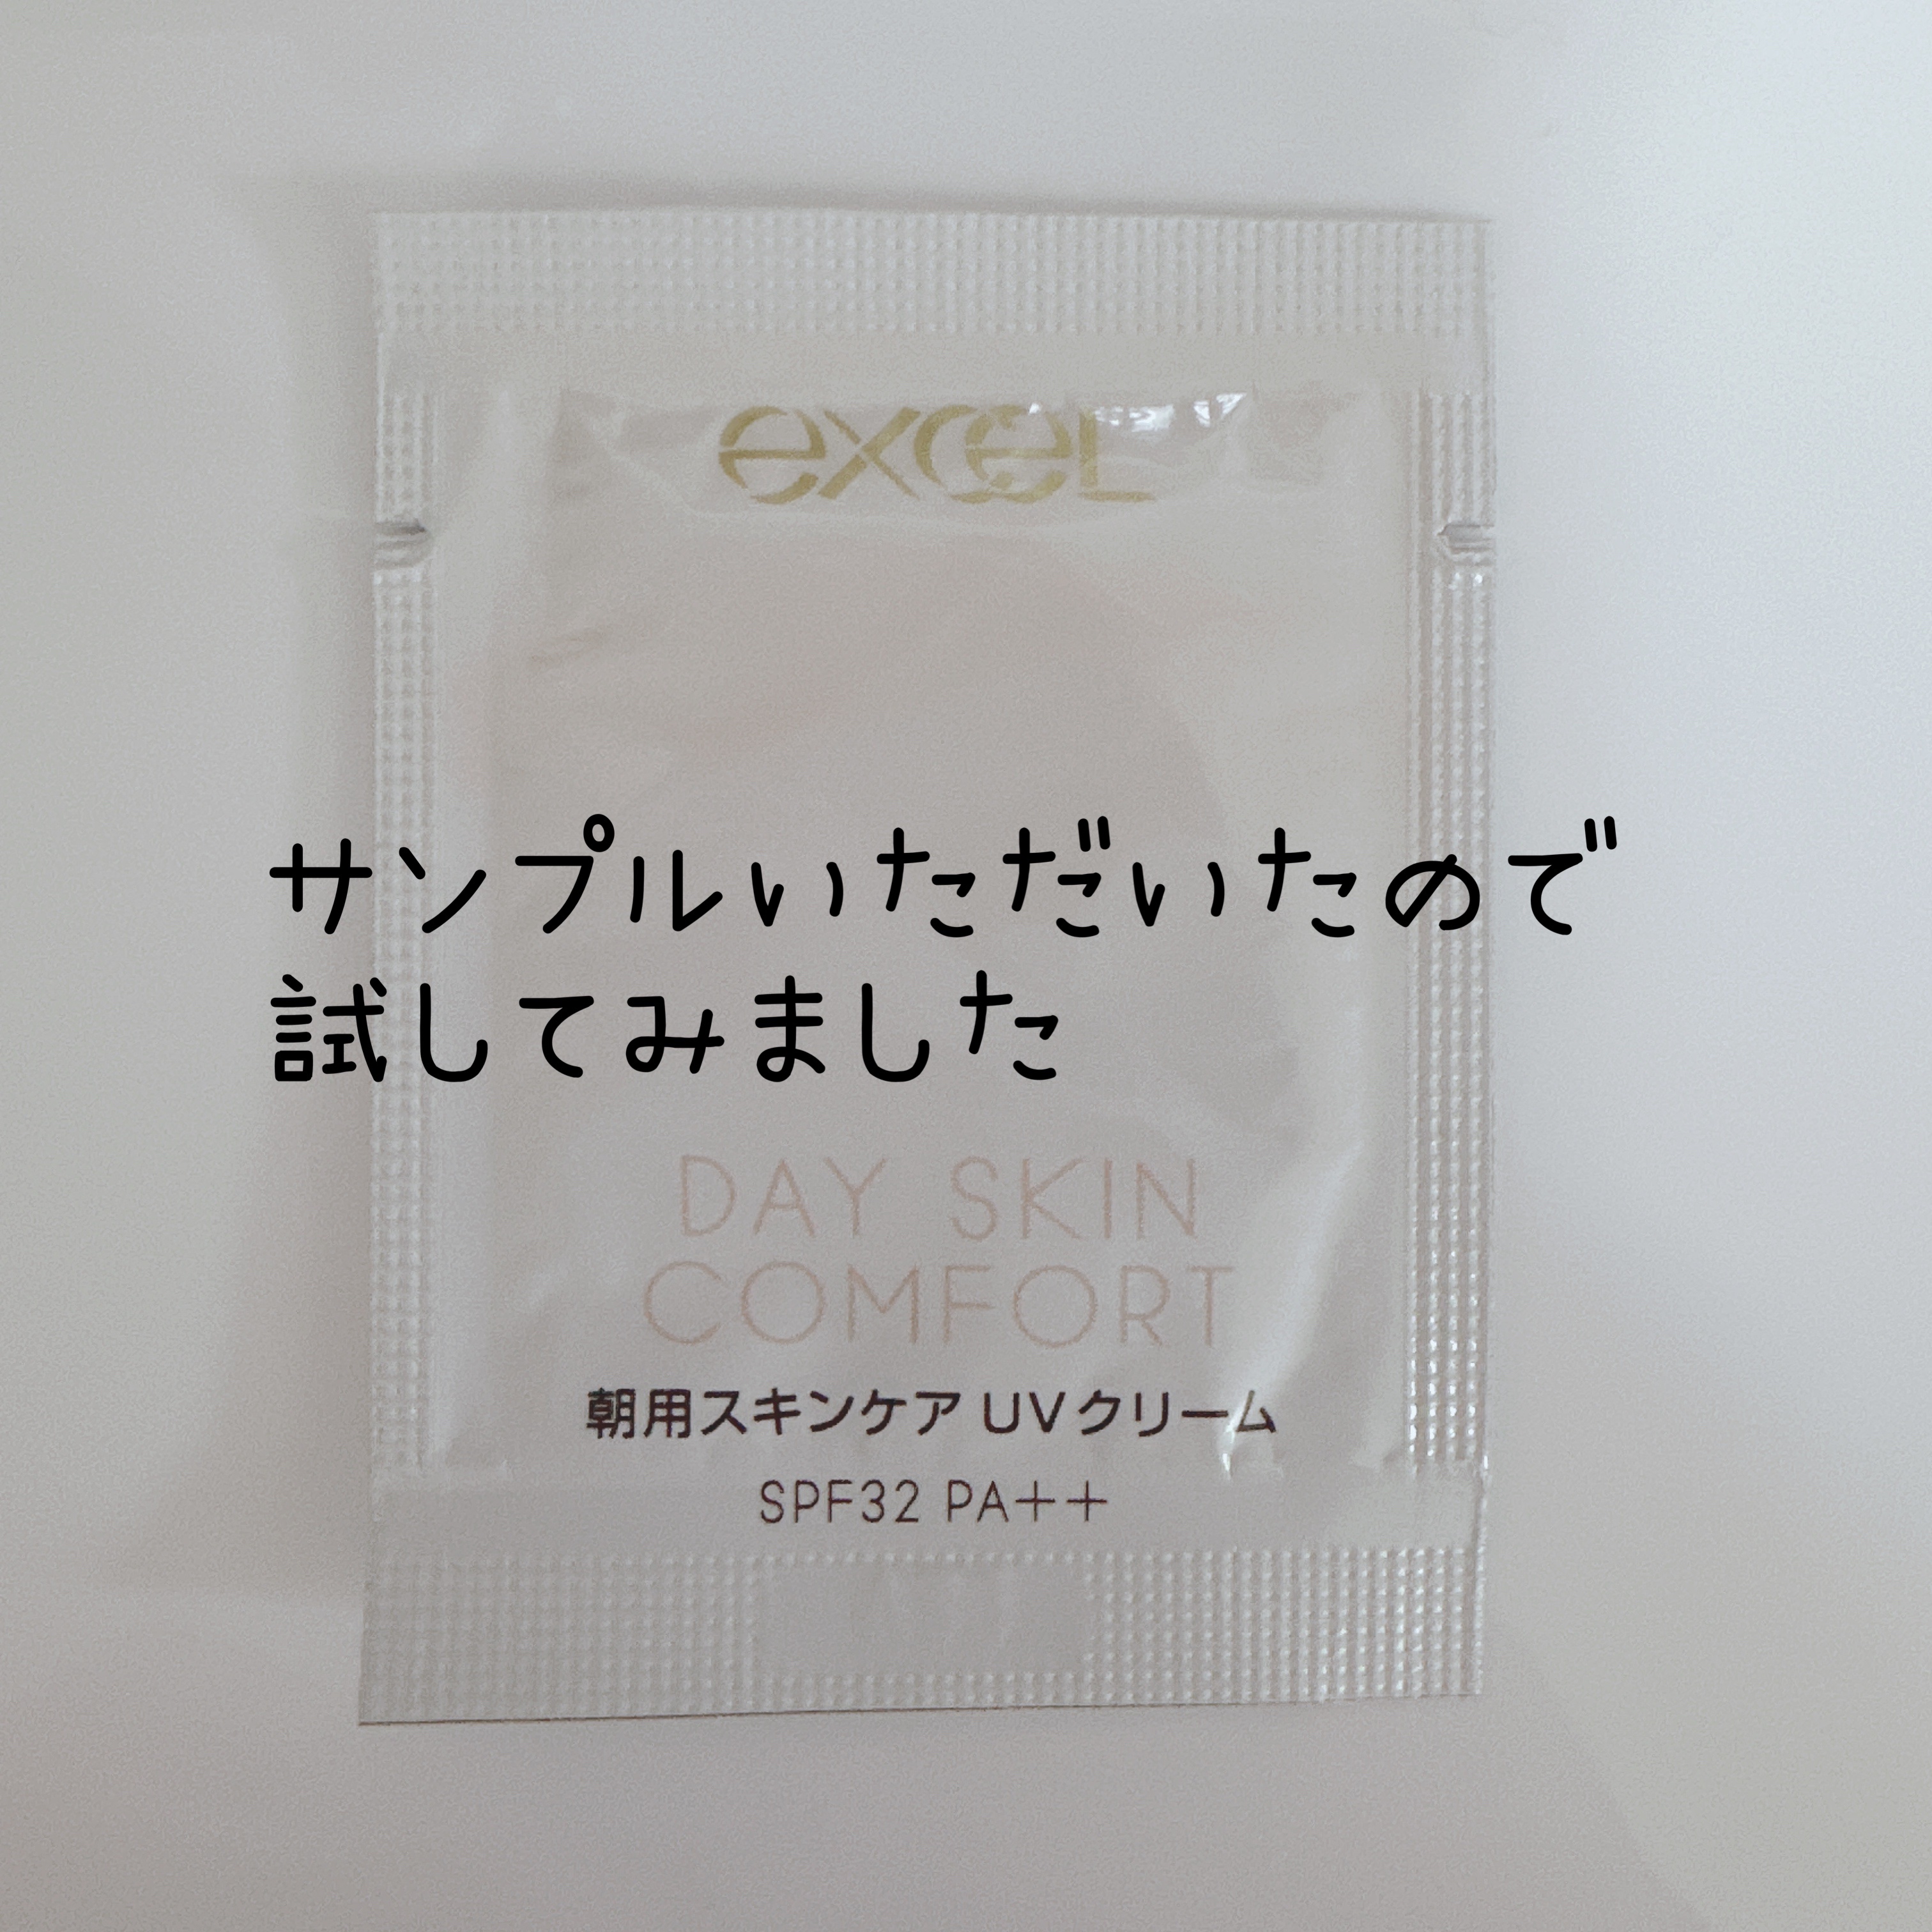 excel
サンプルいただいたので
試してみました
DAY SKIN
COMFORT
朝用スキンケア UVクリーム
SPF32 PA++